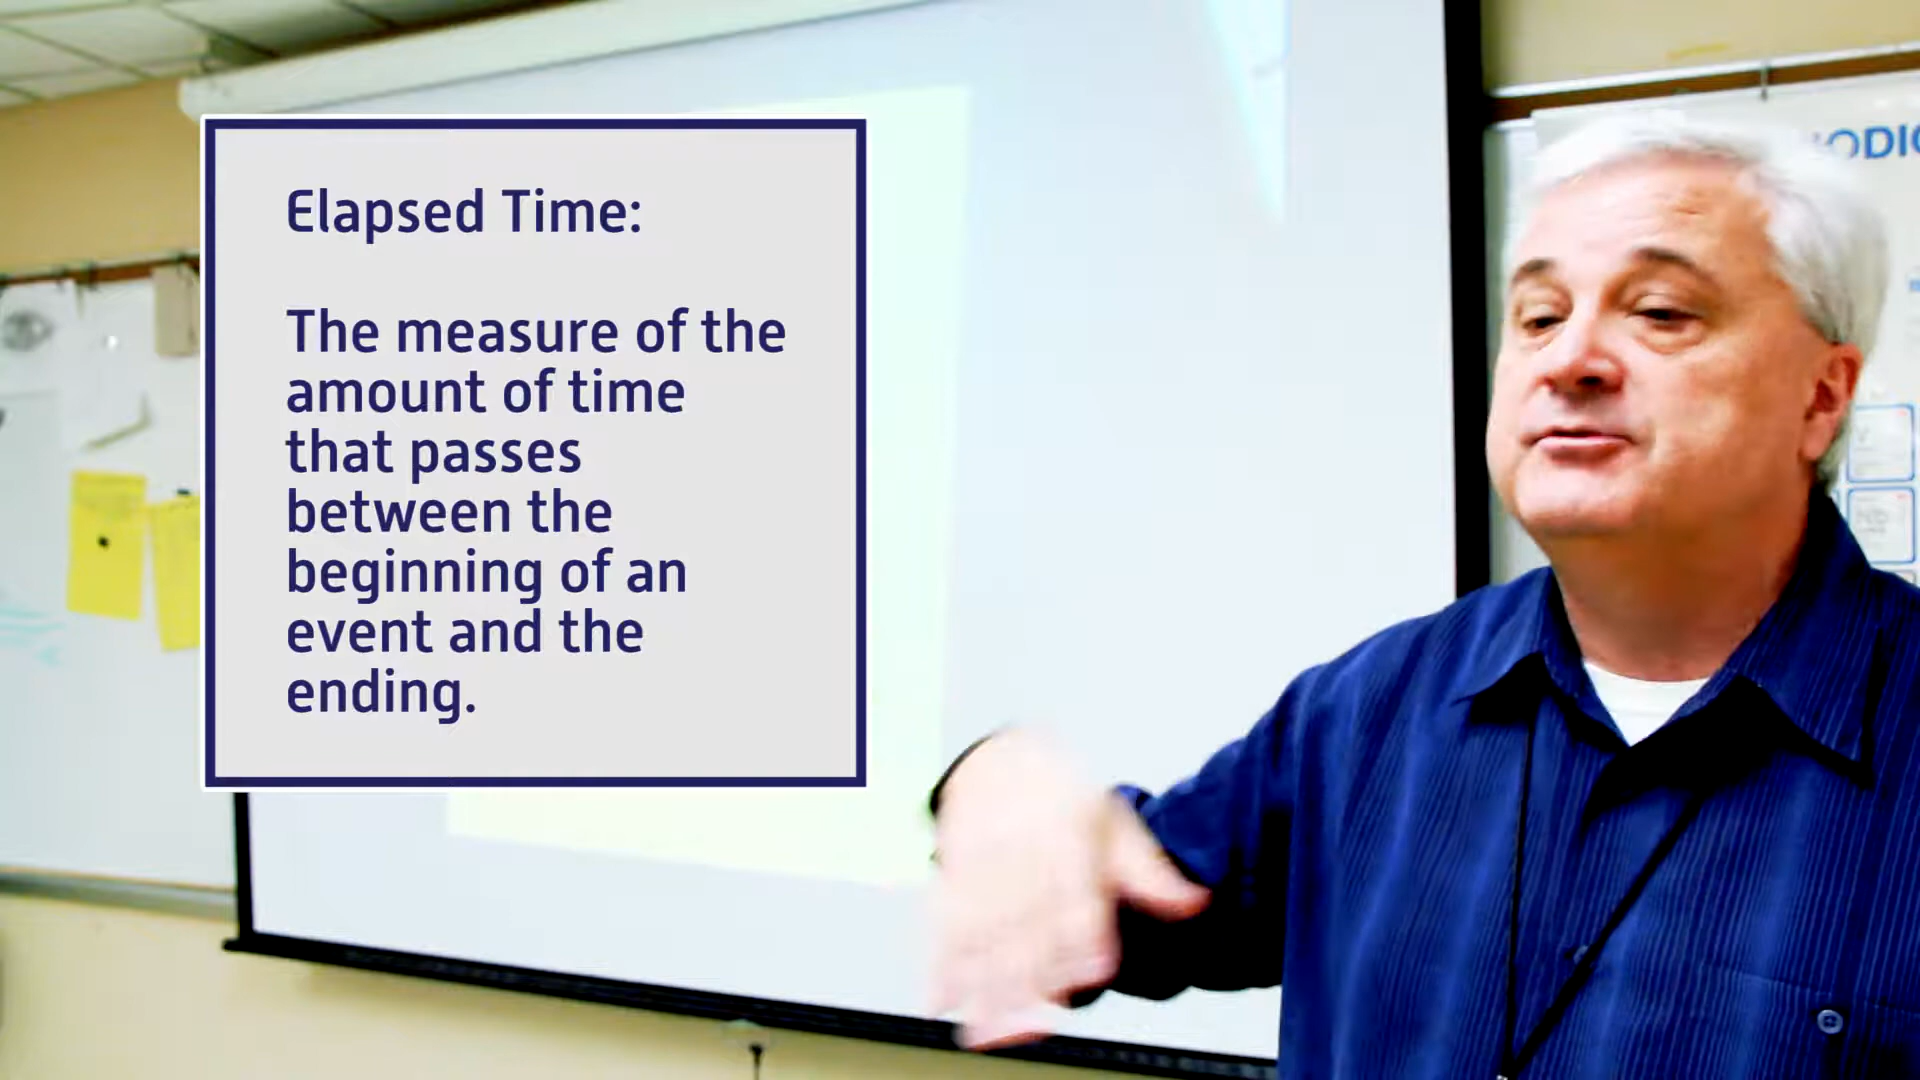 Elapsed Time:
The measure of the
amount of time
that passes
between the
beginning of an
event and the
ending.